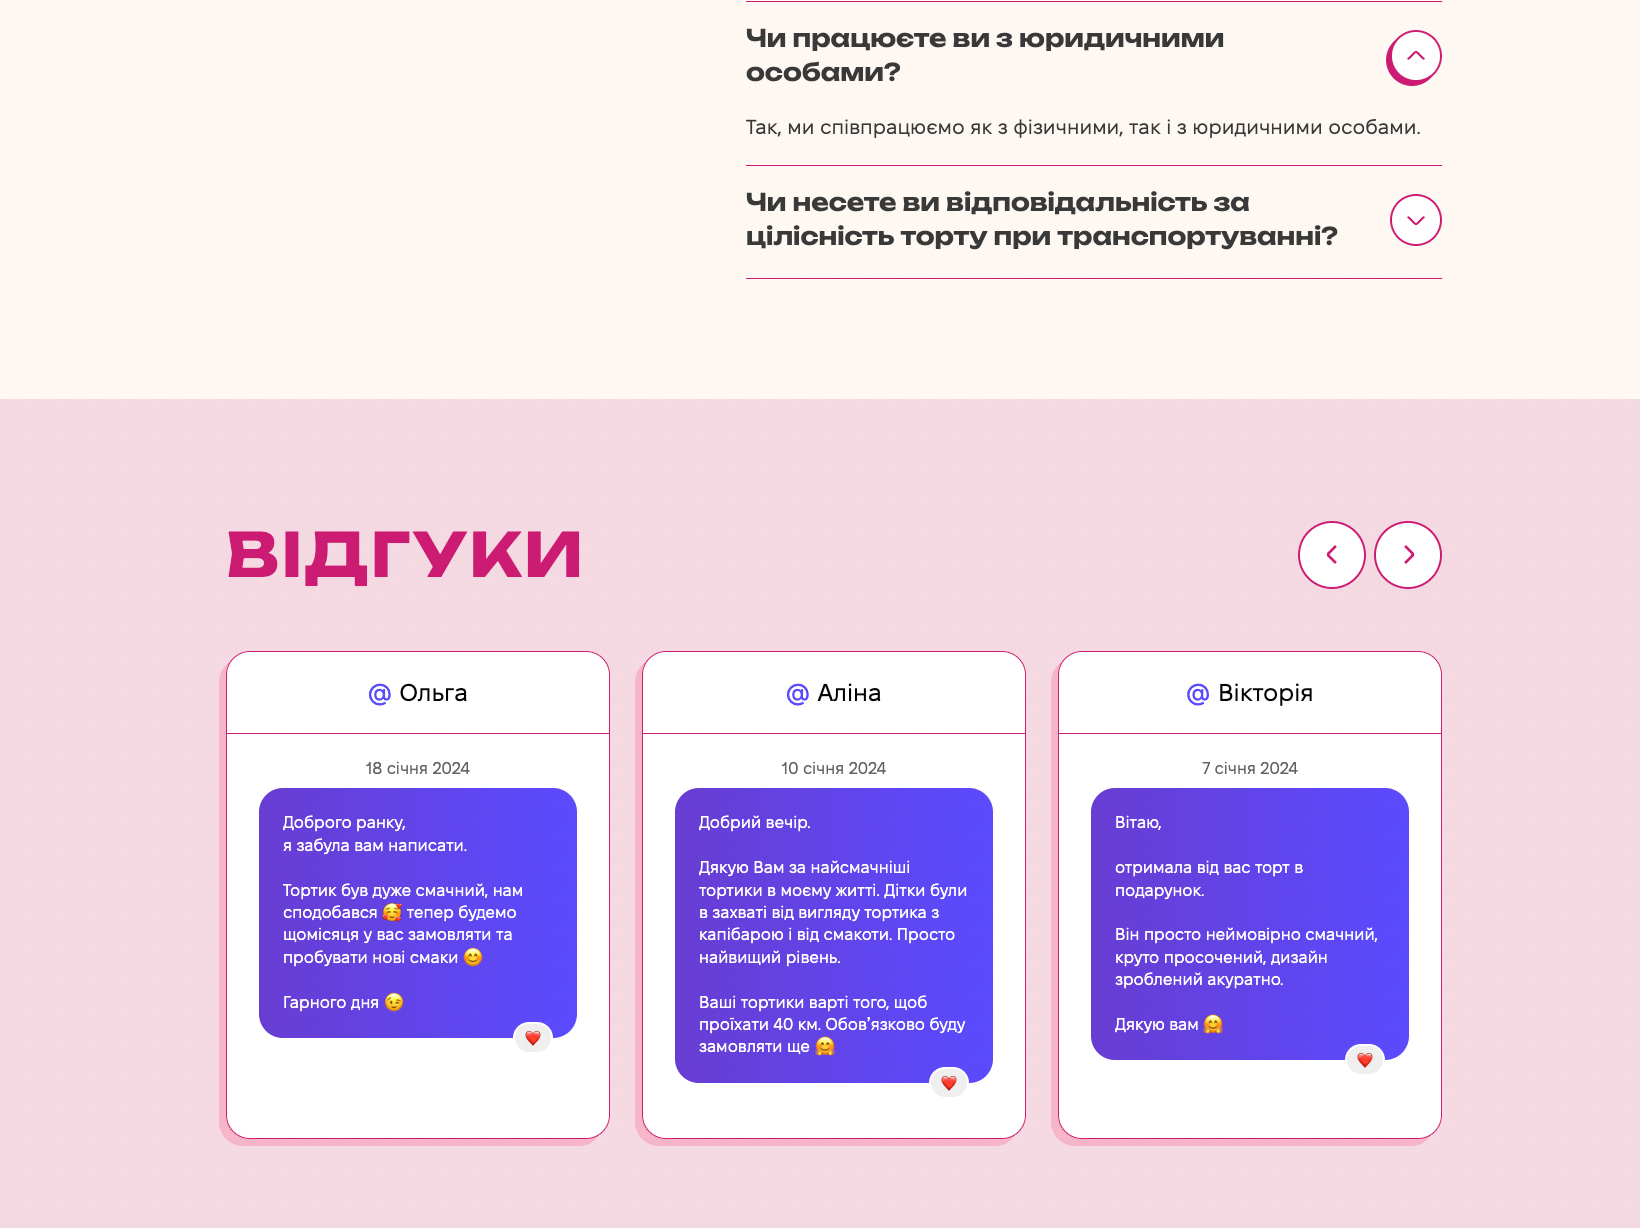 Чи працюєте ви з юридичними
особами?
Так, ми співпрацюємо як з фізичними, так і з юридичними особами.
Чи несете ви відповідальність за
цілісність торту при транспортуванні?
ВІДГУКИ
@ Ольга
18 січня 2024
Доброго ранку,
я забула вам написати.
Тортик був дуже смачний, нам
сподобався 🥰 тепер будемо
щомісяця у вас замовляти та
пробувати нові смаки 😊
Гарного дня 😉
❤️
@ Аліна
10 січня 2024
Добрий вечір.
Дякую Вам за найсмачніші
тортики в моєму житті. Дітки були
в захваті від вигляду тортика з
капібарою і від смакоти. Просто
найвищий рівень.
Ваші тортики варті того, щоб
проїхати 40 км. Обов’язково буду
замовляти ще 🤗
❤️
@ Вікторія
7 січня 2024
Вітаю,
отримала від вас торт в
подарунок.
Він просто неймовірно смачний,
круто просочений, дизайн
зроблений акуратно.
Дякую вам 🤗
❤️